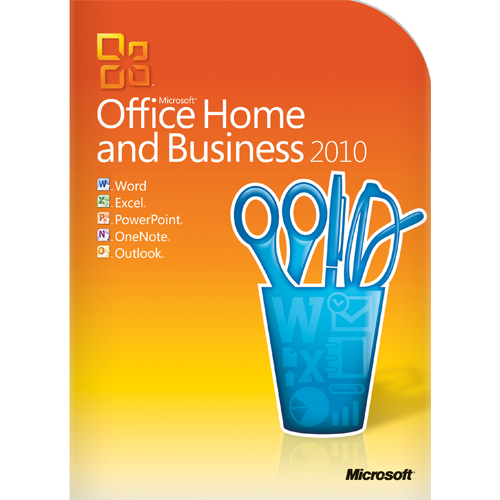 Microsoft®
Office Home
and Business 2010
Word
Excel®
PowerPoint®
OneNote®
Outlook®
W
X
Microsoft®